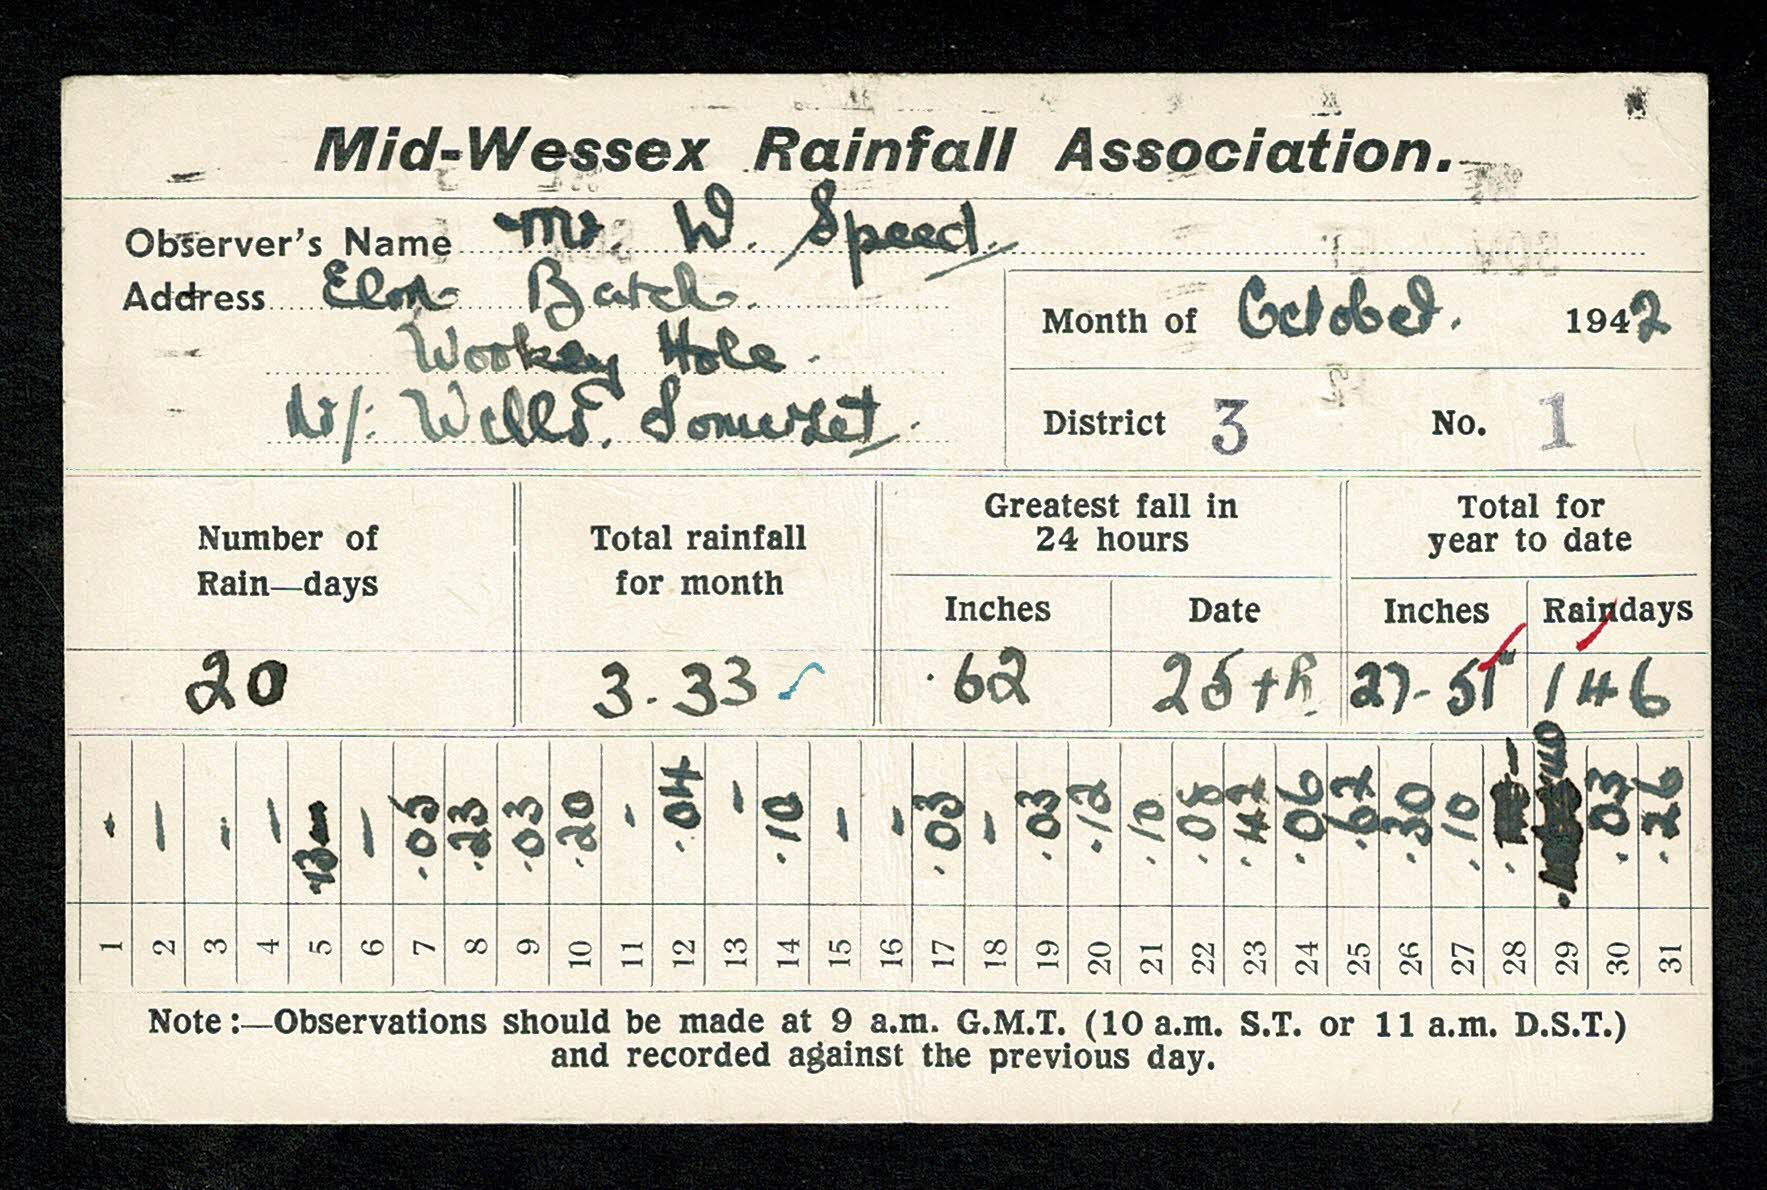 Mid-Wessex Rainfall Association.
Observer's Name Mr W. Speed.
Address Batch.
Month of October. 1942
Wookey Hole.
Nr/: Wells, Somerset.
District 3 No. 1
Number of Rain—days
Total rainfall for month
Greatest fall in 24 hours
Total for year to date
Inches Date Inches Raindays
20 3.33 .62 25th 27.51 146
- - - - - .05 .23 .03 .20 - .04 - .10 - - .03 - .03 .12 .10 .05 .42 .06 .62 .30 .10 - .03 .26
1 2 3 4 5 6 7 8 9 10 11 12 13 14 15 16 17 18 19 20 21 22 23 24 25 26 27 28 29 30 31
Note :—Observations should be made at 9 a.m. G.M.T. (10 a.m. S.T. or 11 a.m. D.S.T.)
and recorded against the previous day.